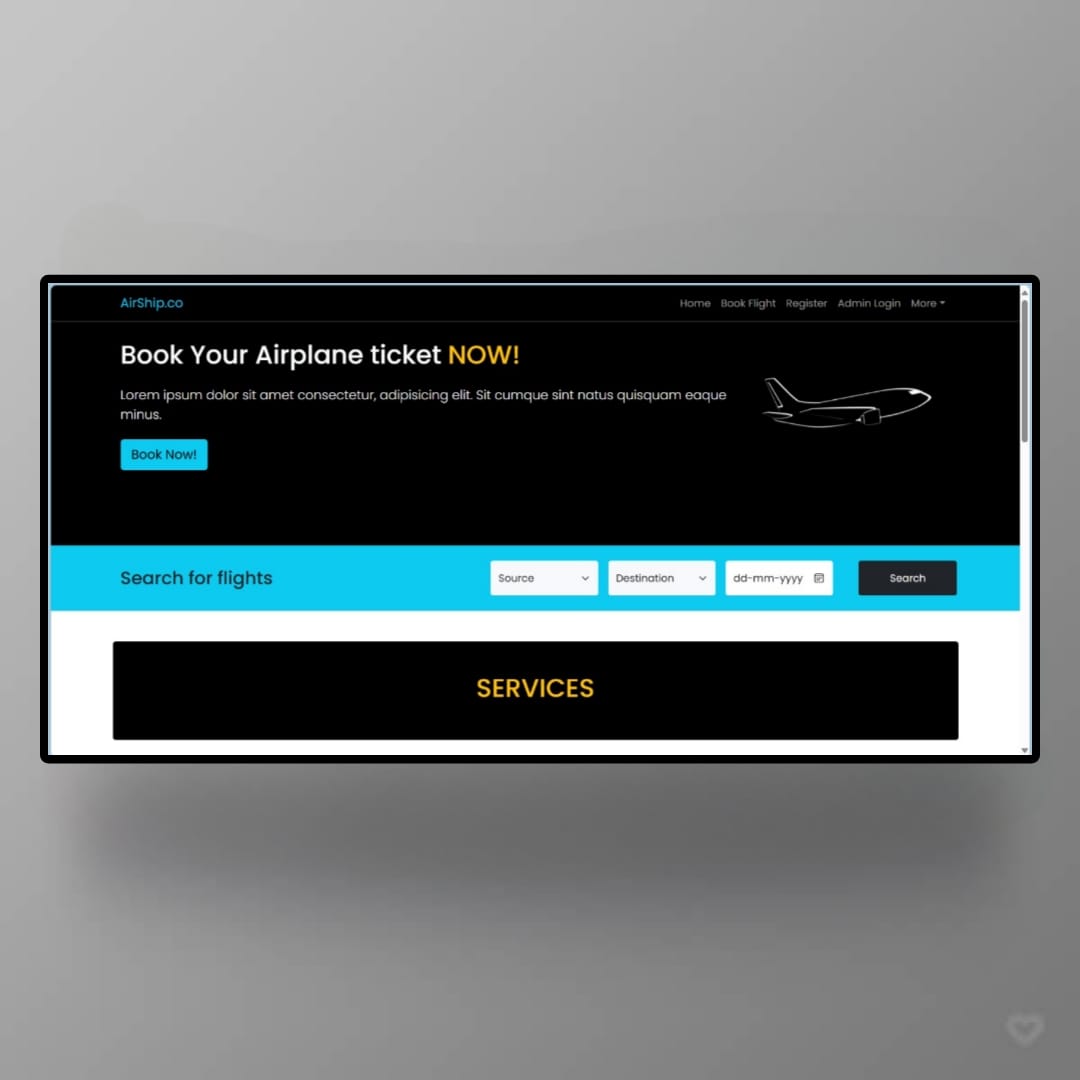 AirShip.co
Home Book Flight Register Admin Login More
Book Your Airplane ticket NOW!
Lorem ipsum dolor sit amet consectetur, adipisicing elit. Sit cumque sint natus quisquam eaque
minus.
Book Now!
Search for flights
Source Destination dd-mm-yyyy Search
SERVICES